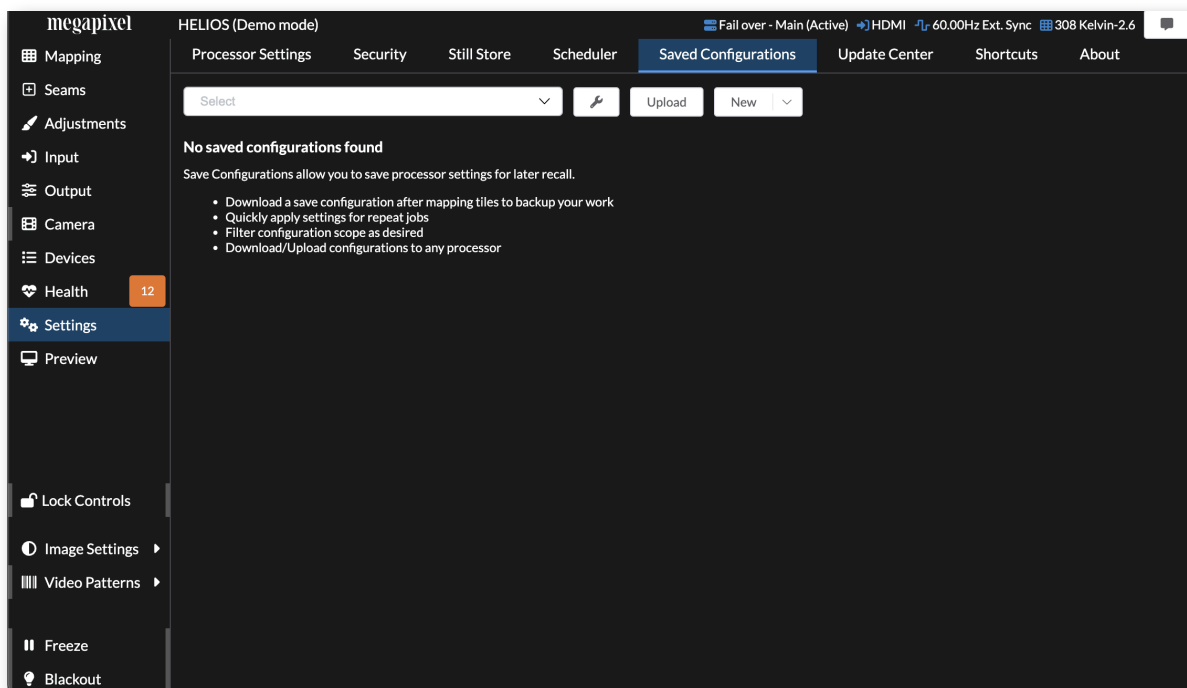 megapixel
HELIOS (Demo mode)
Fail over - Main (Active) HDMI 60.00Hz Ext. Sync 308 Kelvin-2.6
Processor Settings Security Still Store Scheduler Saved Configurations Update Center Shortcuts About
Mapping
Seams
Adjustments
Input
Output
Camera
Devices
Health 12
Settings
Preview
Lock Controls
Image Settings
Video Patterns
Freeze
Blackout
Select Upload New
No saved configurations found
Save Configurations allow you to save processor settings for later recall.
• Download a save configuration after mapping tiles to backup your work
• Quickly apply settings for repeat jobs
• Filter configuration scope as desired
• Download/Upload configurations to any processor